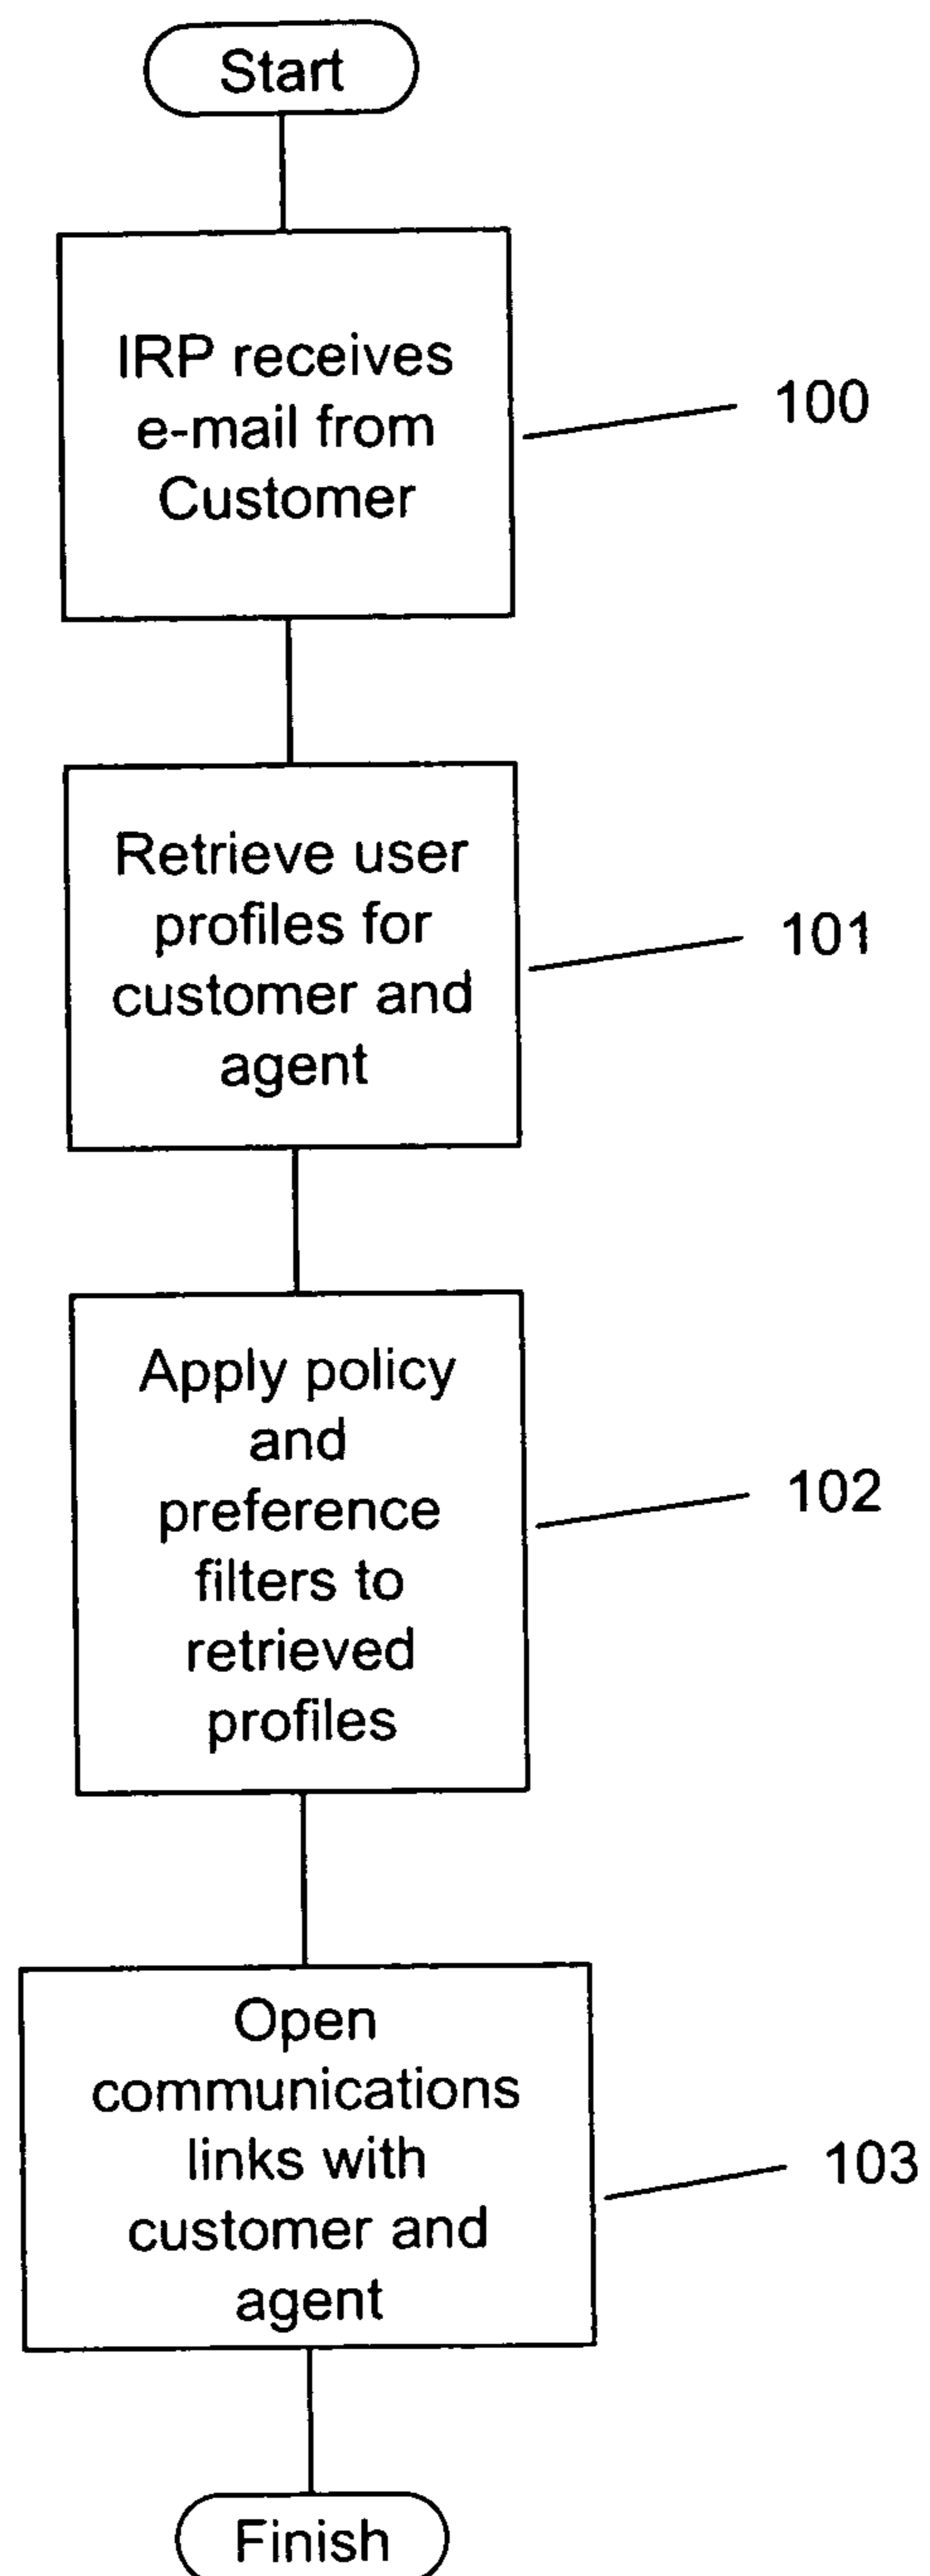 Start
IRP receives
e-mail from
Customer
100
Retrieve user
profiles for
customer and
agent
101
Apply policy
and
preference
filters to
retrieved
profiles
102
Open
communications
links with
customer and
agent
103
Finish